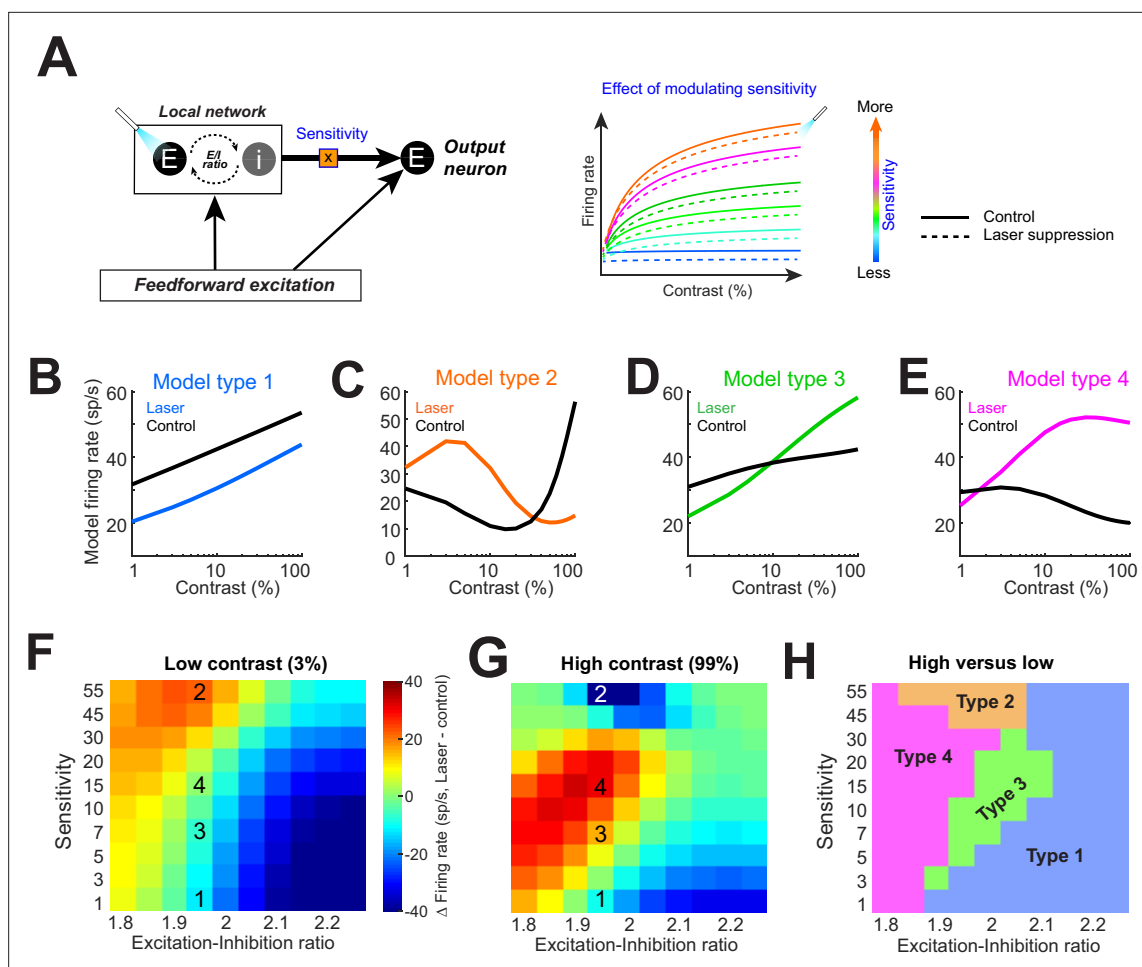 A
Local network
E
E/I
ratio
i
Sensitivity
x
E
Output
neuron
Feedforward excitation
Effect of modulating sensitivity
Firing rate
Contrast (%)
More
Sensitivity
Less
Control
Laser suppression
B
Model type 1
Laser
Control
Model firing rate (sp/s)
60
40
20
1
10
100
Contrast (%)
C
Model type 2
Laser
Control
60
50
40
30
20
10
0
1
10
100
Contrast (%)
D
Model type 3
Laser
Control
60
40
20
1
10
100
Contrast (%)
E
Model type 4
Laser
Control
60
40
20
1
10
100
Contrast (%)
F
Low contrast (3%)
Sensitivity
55
45
30
20
15
10
7
5
3
1
2
4
3
1
1.8
1.9
2
2.1
2.2
Excitation-Inhibition ratio
40
20
0
-20
-40
Δ Firing rate (sp/s, Laser - control)
G
High contrast (99%)
2
4
3
1
1.8
1.9
2
2.1
2.2
Excitation-Inhibition ratio
H
High versus low
55
45
30
20
15
10
7
5
3
1
Type 2
Type 4
Type 3
Type 1
1.8
1.9
2
2.1
2.2
Excitation-Inhibition ratio